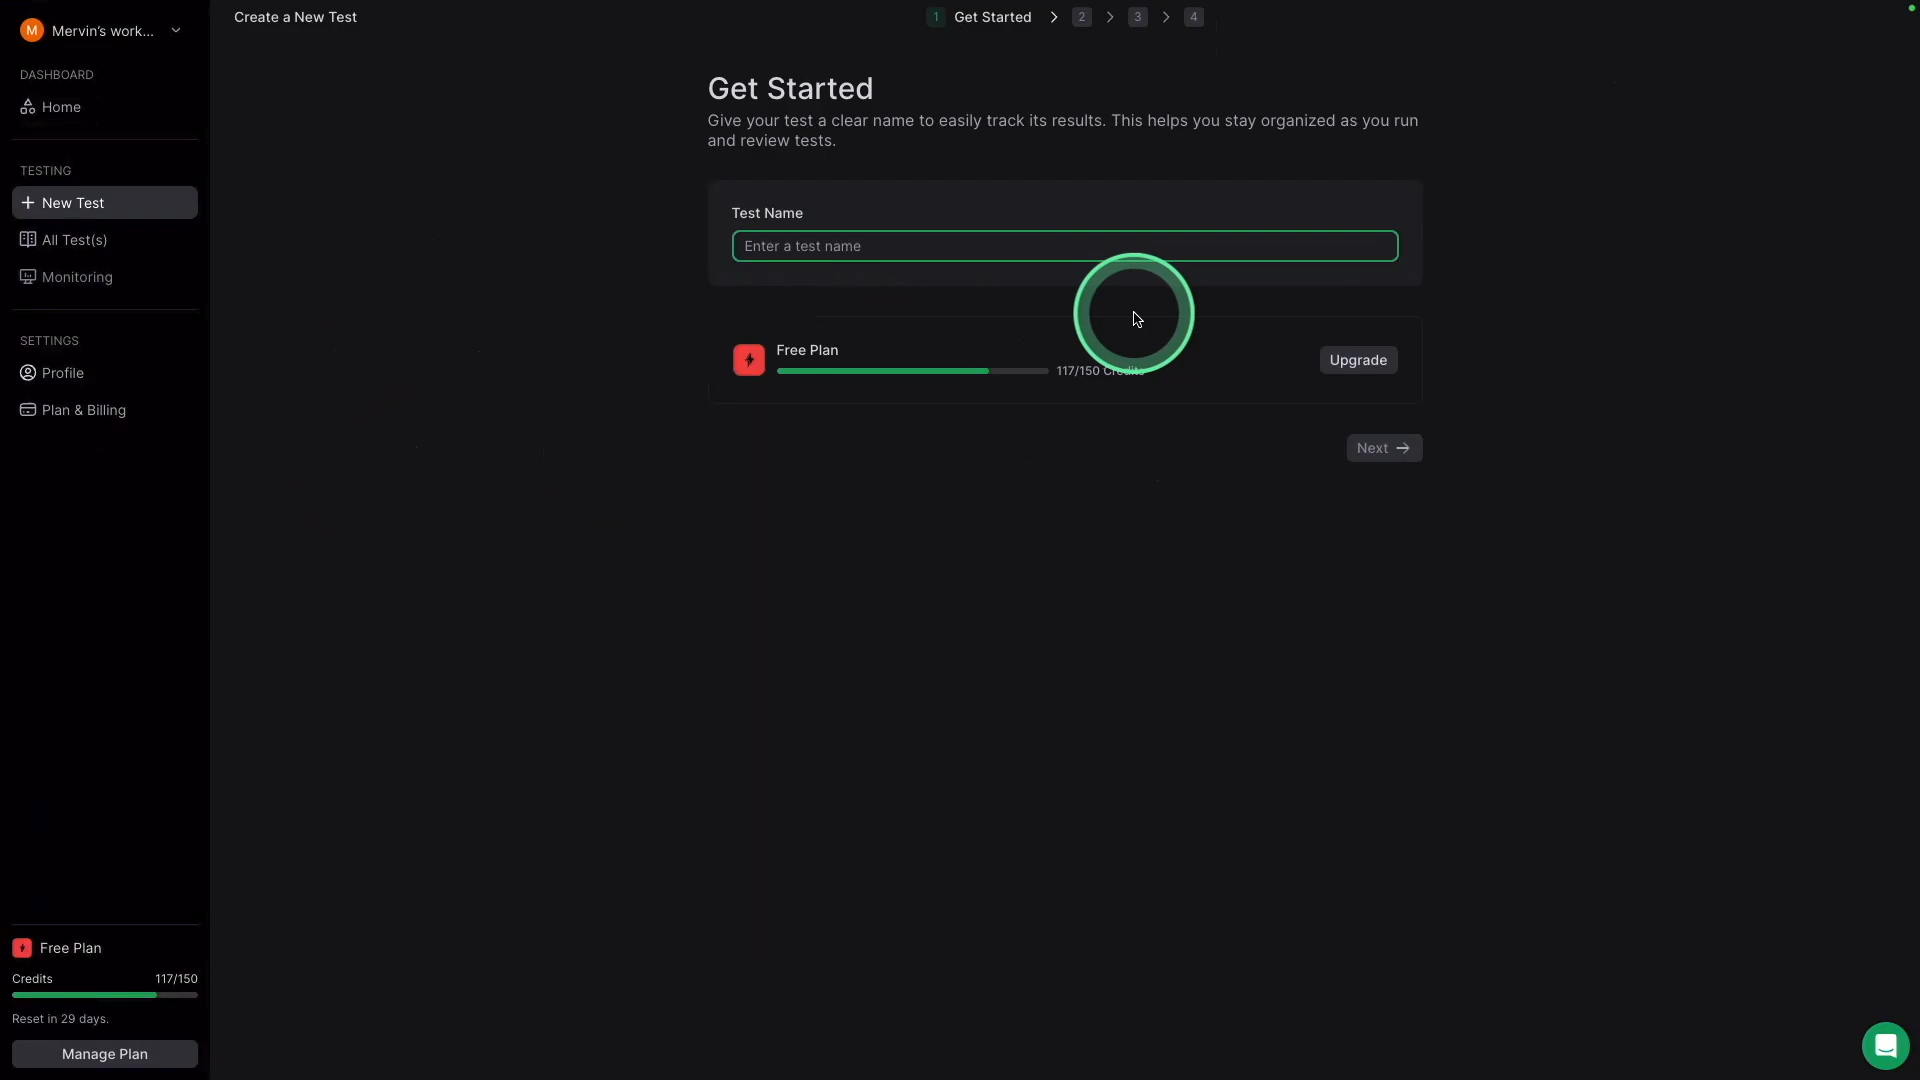 M Mervin's work...
DASHBOARD
Home
TESTING
New Test
All Test(s)
Monitoring
SETTINGS
Profile
Plan & Billing
Free Plan
Credits 117/150
Reset in 29 days.
Manage Plan
Create a New Test
1 Get Started 2 3 4
Get Started
Give your test a clear name to easily track its results. This helps you stay organized as you run
and review tests.
Test Name
Enter a test name
Free Plan
117/150 Credits
Upgrade
Next